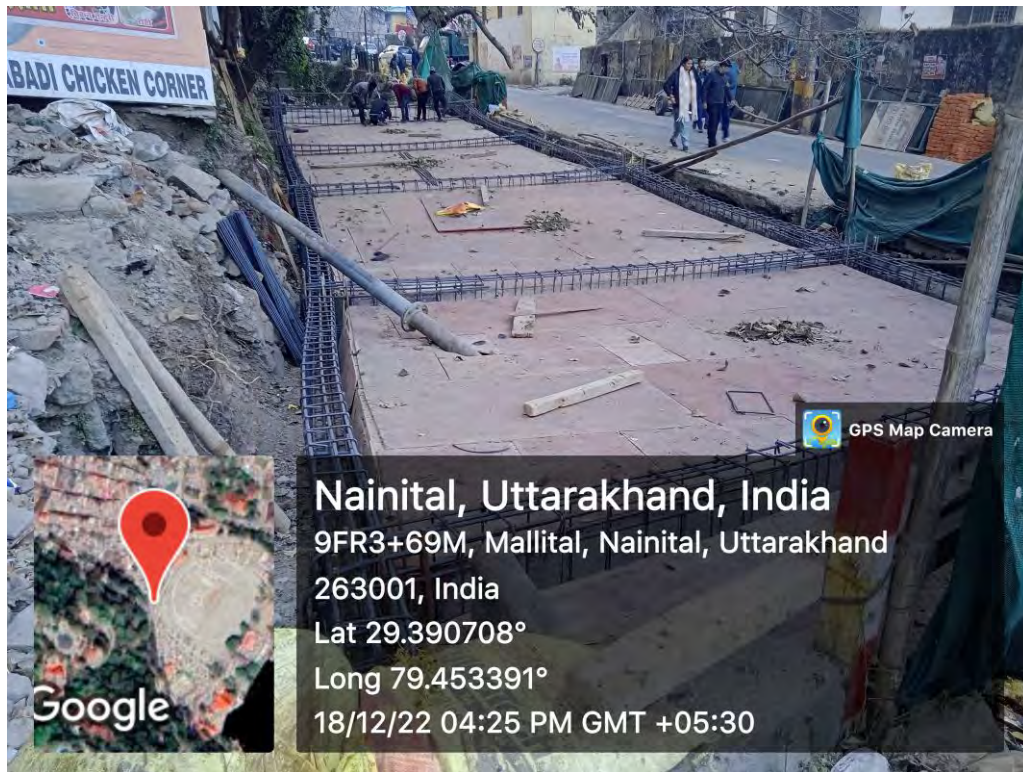 BADI CHICKEN CORNER
GPS Map Camera
Nainital, Uttarakhand, India
9FR3+69M, Mallital, Nainital, Uttarakhand
263001, India
Lat 29.390708°
Long 79.453391°
18/12/22 04:25 PM GMT +05:30
Google